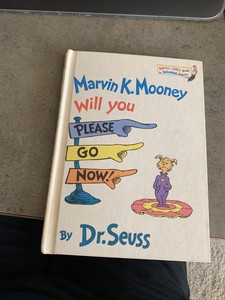 Marvin K. Mooney
Will you
PLEASE
GO
NOW!
By Dr. Seuss